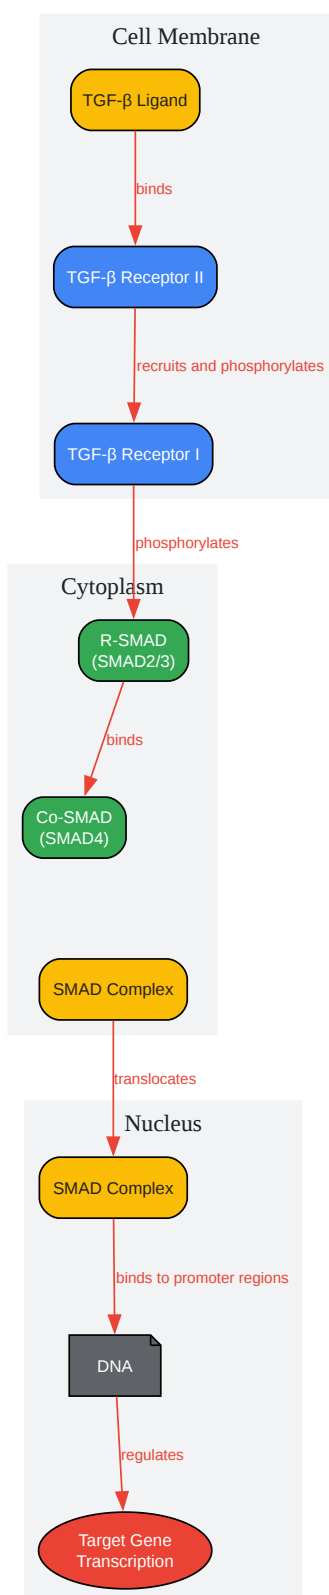 Cell Membrane
TGF-β Ligand
binds
TGF-β Receptor II
recruits and phosphorylates
TGF-β Receptor I
phosphorylates
Cytoplasm
R-SMAD
(SMAD2/3)
binds
Co-SMAD
(SMAD4)
SMAD Complex
translocates
Nucleus
SMAD Complex
binds to promoter regions
DNA
regulates
Target Gene
Transcription